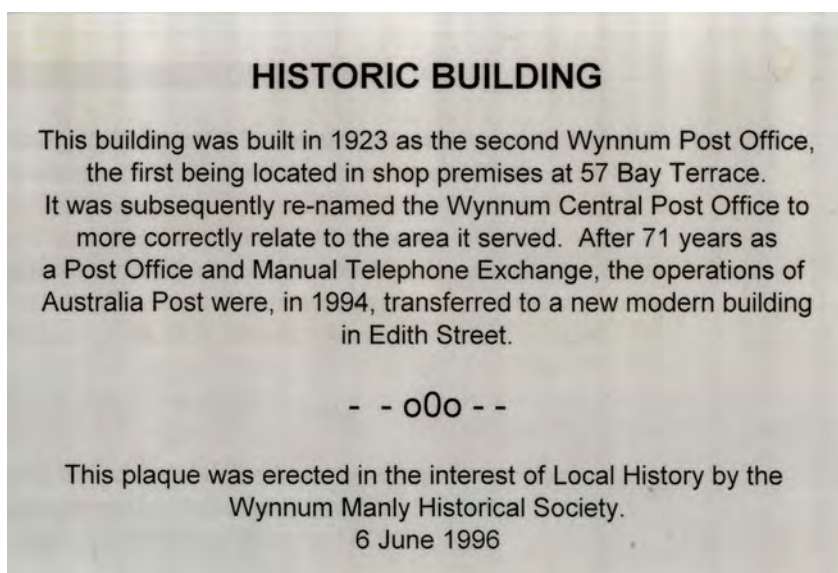 HISTORIC BUILDING
This building was built in 1923 as the second Wynnum Post Office,
the first being located in shop premises at 57 Bay Terrace.
It was subsequently re-named the Wynnum Central Post Office to
more correctly relate to the area it served.  After 71 years as
a Post Office and Manual Telephone Exchange, the operations of
Australia Post were, in 1994, transferred to a new modern building
in Edith Street.
- - o0o - -
This plaque was erected in the interest of Local History by the
Wynnum Manly Historical Society.
6 June 1996